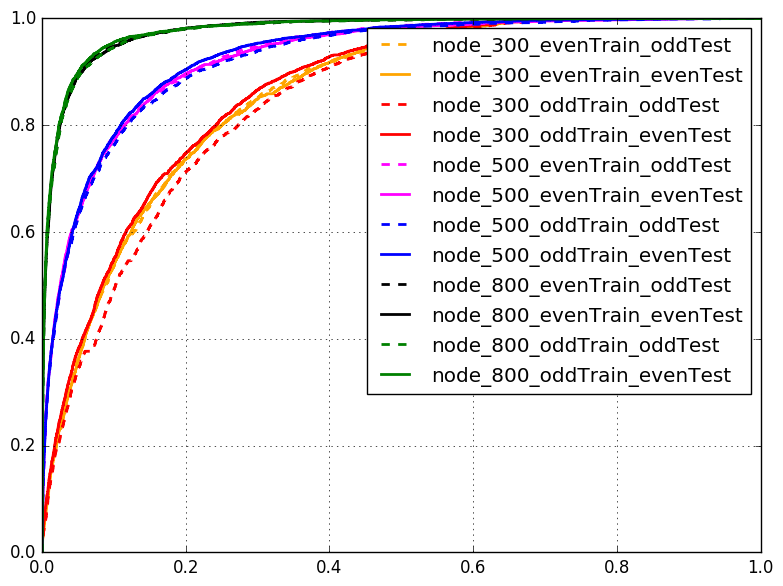 1.0
0.8
0.6
0.4
0.2
0.0
node_300_evenTrain_oddTest
node_300_evenTrain_evenTest
node_300_oddTrain_oddTest
node_300_oddTrain_evenTest
node_500_evenTrain_oddTest
node_500_evenTrain_evenTest
node_500_oddTrain_oddTest
node_500_oddTrain_evenTest
node_800_evenTrain_oddTest
node_800_evenTrain_evenTest
node_800_oddTrain_oddTest
node_800_oddTrain_evenTest
0.0 0.2 0.4 0.6 0.8 1.0